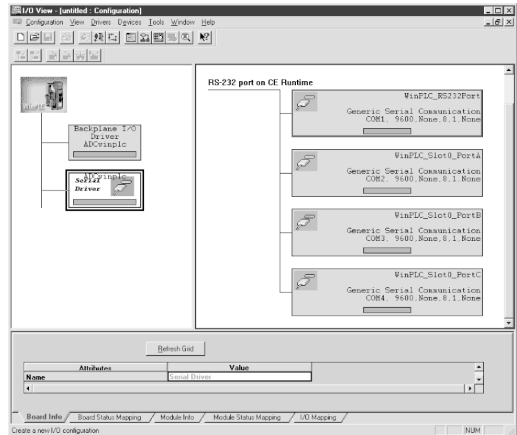 I/O View - [untitled : Configuration]
Configuration View Drivers Devices Tools Window Help
WinPLC
Backplane I/O
Driver
ADCwinplc
ADCwinplc
Serial
Driver
RS-232 port on CE Runtime
WinPLC_RS232Port
Generic Serial Communication
COM1, 9600,None,8,1,None
WinPLC_Slot0_PortA
Generic Serial Communication
COM2, 9600,None,8,1,None
WinPLC_Slot0_PortB
Generic Serial Communication
COM3, 9600,None,8,1,None
WinPLC_Slot0_PortC
Generic Serial Communication
COM4, 9600,None,8,1,None
Refresh Grid
Attributes Value
Name Serial Driver
Board Info Board Status Mapping Module Info Module Status Mapping I/O Mapping
Create a new I/O configuration NUM